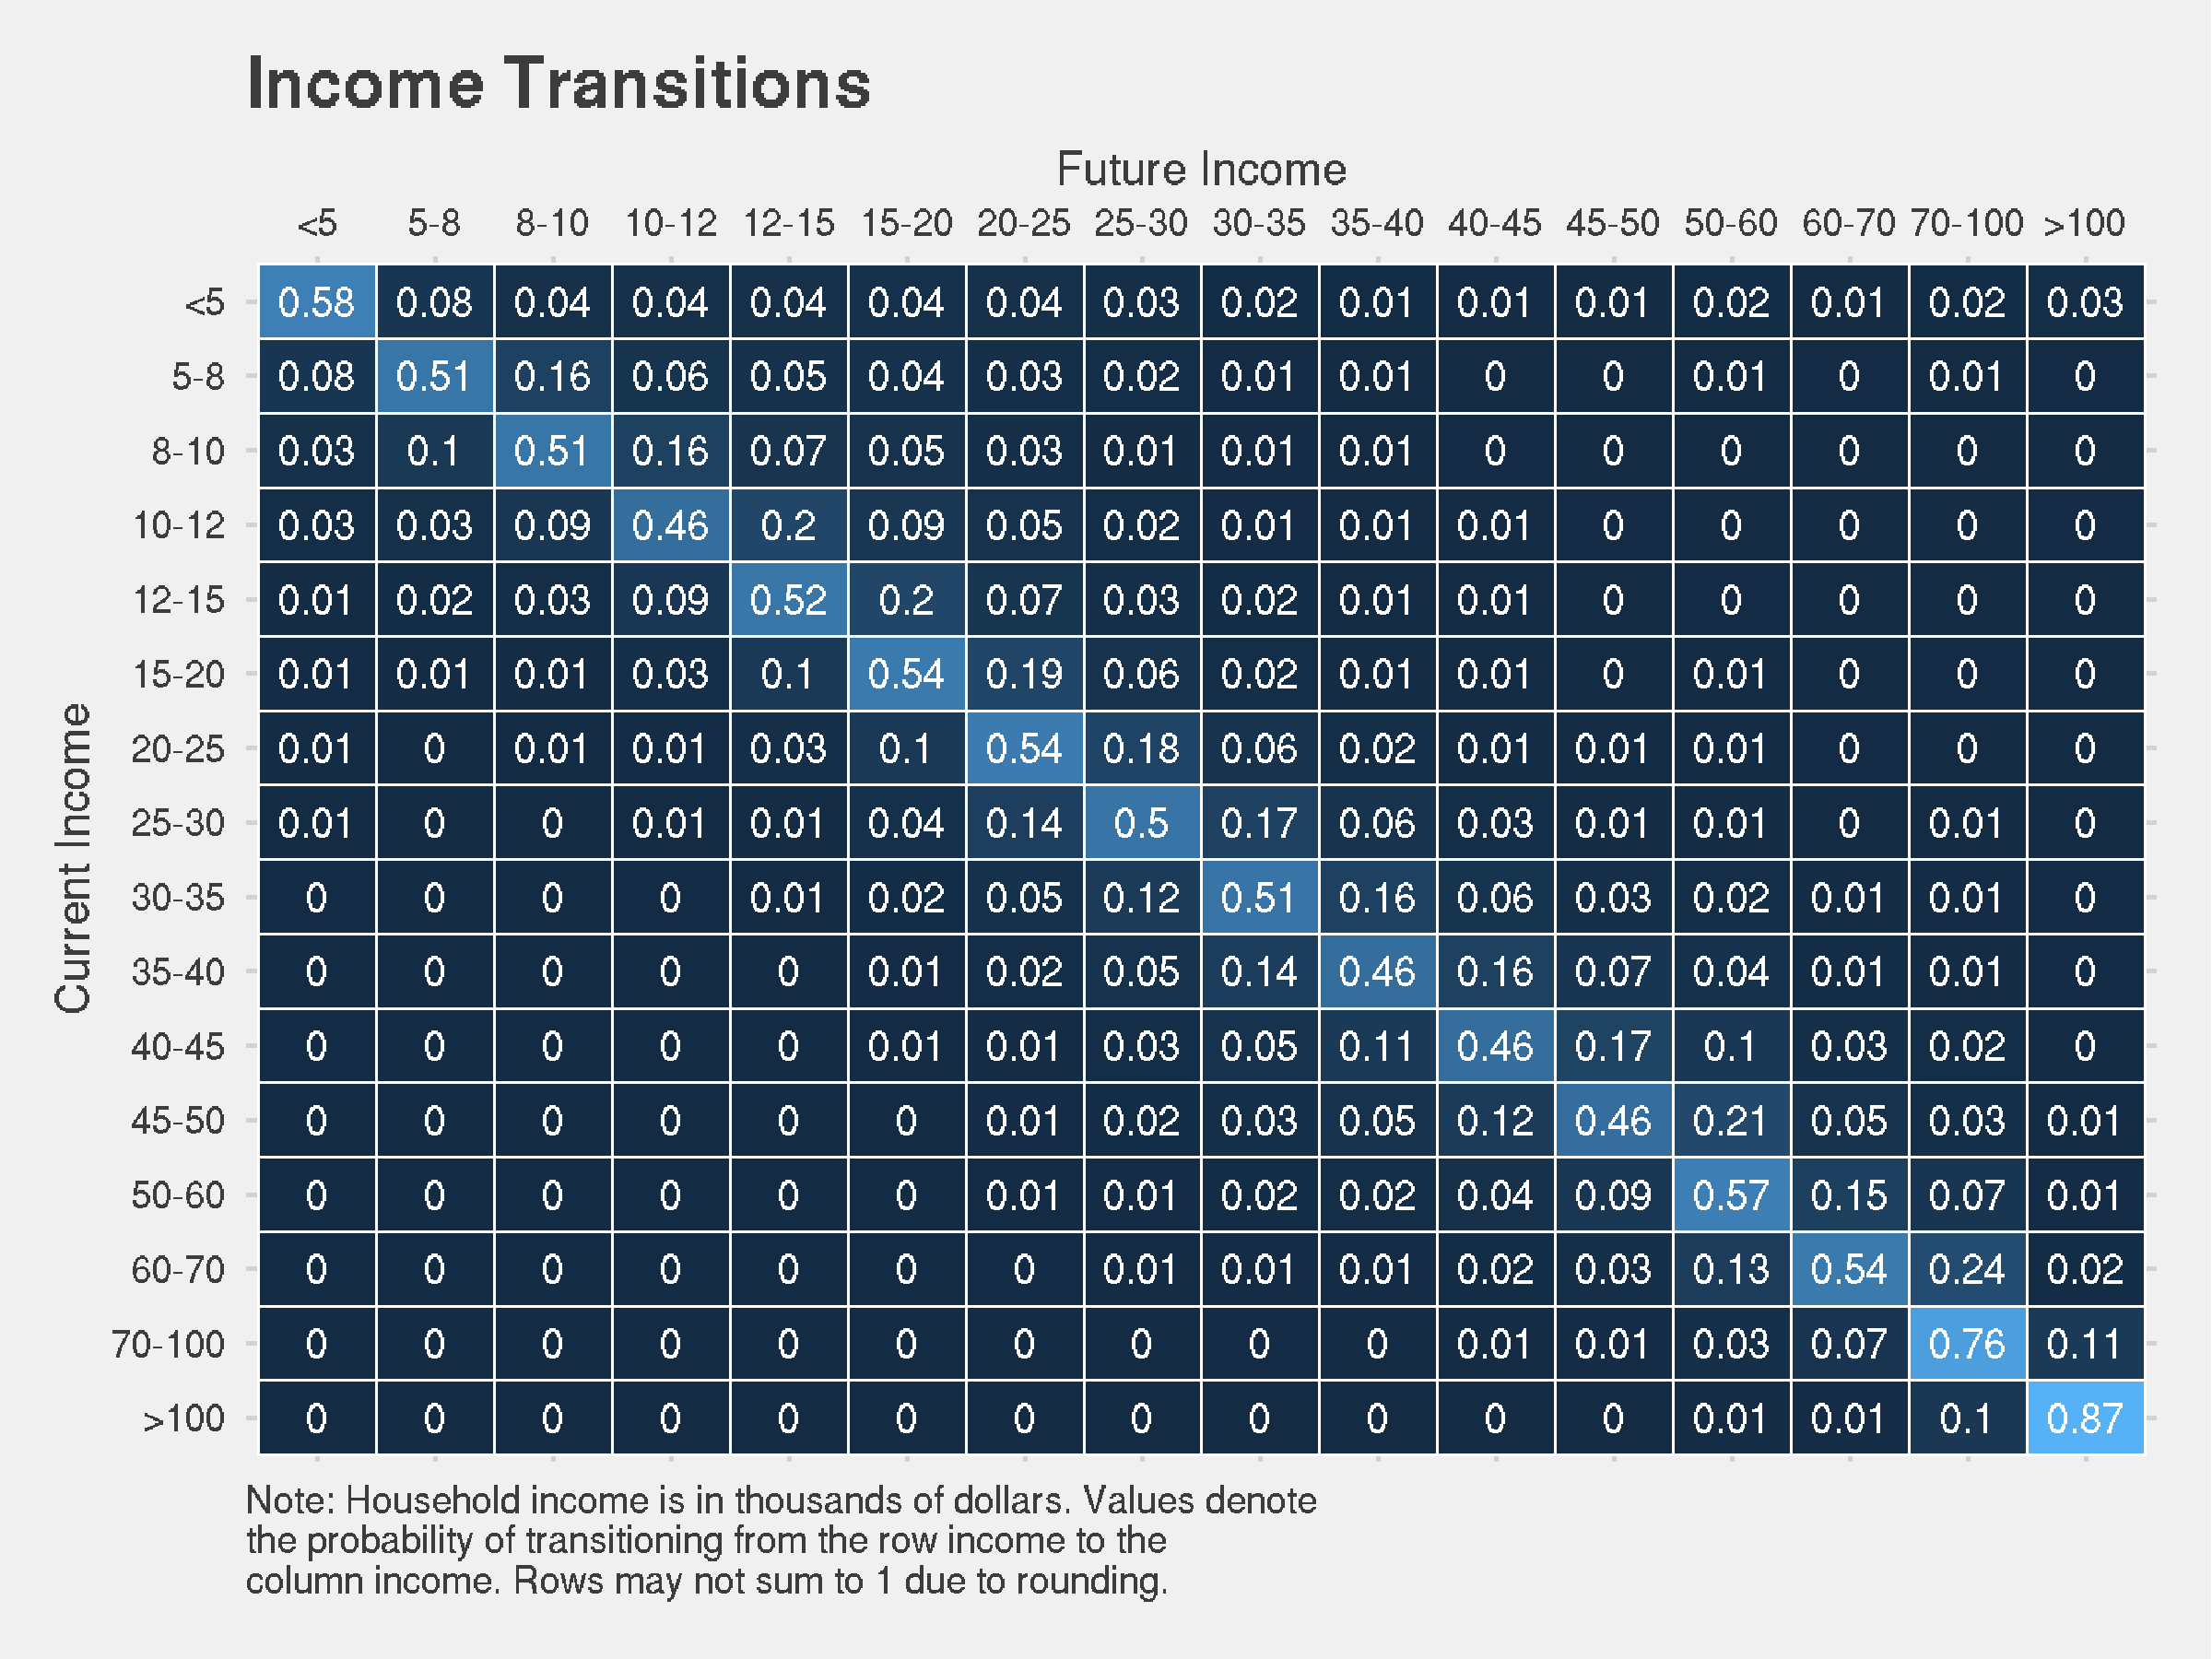 Income Transitions
Future Income
<5 5-8 8-10 10-12 12-15 15-20 20-25 25-30 30-35 35-40 40-45 45-50 50-60 60-70 70-100 >100
Current Income
<5 0.58 0.08 0.04 0.04 0.04 0.04 0.04 0.03 0.02 0.01 0.01 0.01 0.02 0.01 0.02 0.03
5-8 0.08 0.51 0.16 0.06 0.05 0.04 0.03 0.02 0.01 0.01 0 0 0.01 0 0.01 0
8-10 0.03 0.1 0.51 0.16 0.07 0.05 0.03 0.01 0.01 0.01 0 0 0 0 0 0
10-12 0.03 0.03 0.09 0.46 0.2 0.09 0.05 0.02 0.01 0.01 0.01 0 0 0 0 0
12-15 0.01 0.02 0.03 0.09 0.52 0.2 0.07 0.03 0.02 0.01 0.01 0 0 0 0 0
15-20 0.01 0.01 0.01 0.03 0.1 0.54 0.19 0.06 0.02 0.01 0.01 0 0.01 0 0 0
20-25 0.01 0 0.01 0.01 0.03 0.1 0.54 0.18 0.06 0.02 0.01 0.01 0.01 0 0 0
25-30 0.01 0 0 0.01 0.01 0.04 0.14 0.5 0.17 0.06 0.03 0.01 0.01 0 0.01 0
30-35 0 0 0 0 0.01 0.02 0.05 0.12 0.51 0.16 0.06 0.03 0.02 0.01 0.01 0
35-40 0 0 0 0 0 0.01 0.02 0.05 0.14 0.46 0.16 0.07 0.04 0.01 0.01 0
40-45 0 0 0 0 0 0.01 0.01 0.03 0.05 0.11 0.46 0.17 0.1 0.03 0.02 0
45-50 0 0 0 0 0 0 0.01 0.02 0.03 0.05 0.12 0.46 0.21 0.05 0.03 0.01
50-60 0 0 0 0 0 0 0.01 0.01 0.02 0.02 0.04 0.09 0.57 0.15 0.07 0.01
60-70 0 0 0 0 0 0 0 0.01 0.01 0.01 0.02 0.03 0.13 0.54 0.24 0.02
70-100 0 0 0 0 0 0 0 0 0 0 0.01 0.01 0.03 0.07 0.76 0.11
>100 0 0 0 0 0 0 0 0 0 0 0 0 0.01 0.01 0.1 0.87
Note: Household income is in thousands of dollars. Values denote
the probability of transitioning from the row income to the
column income. Rows may not sum to 1 due to rounding.